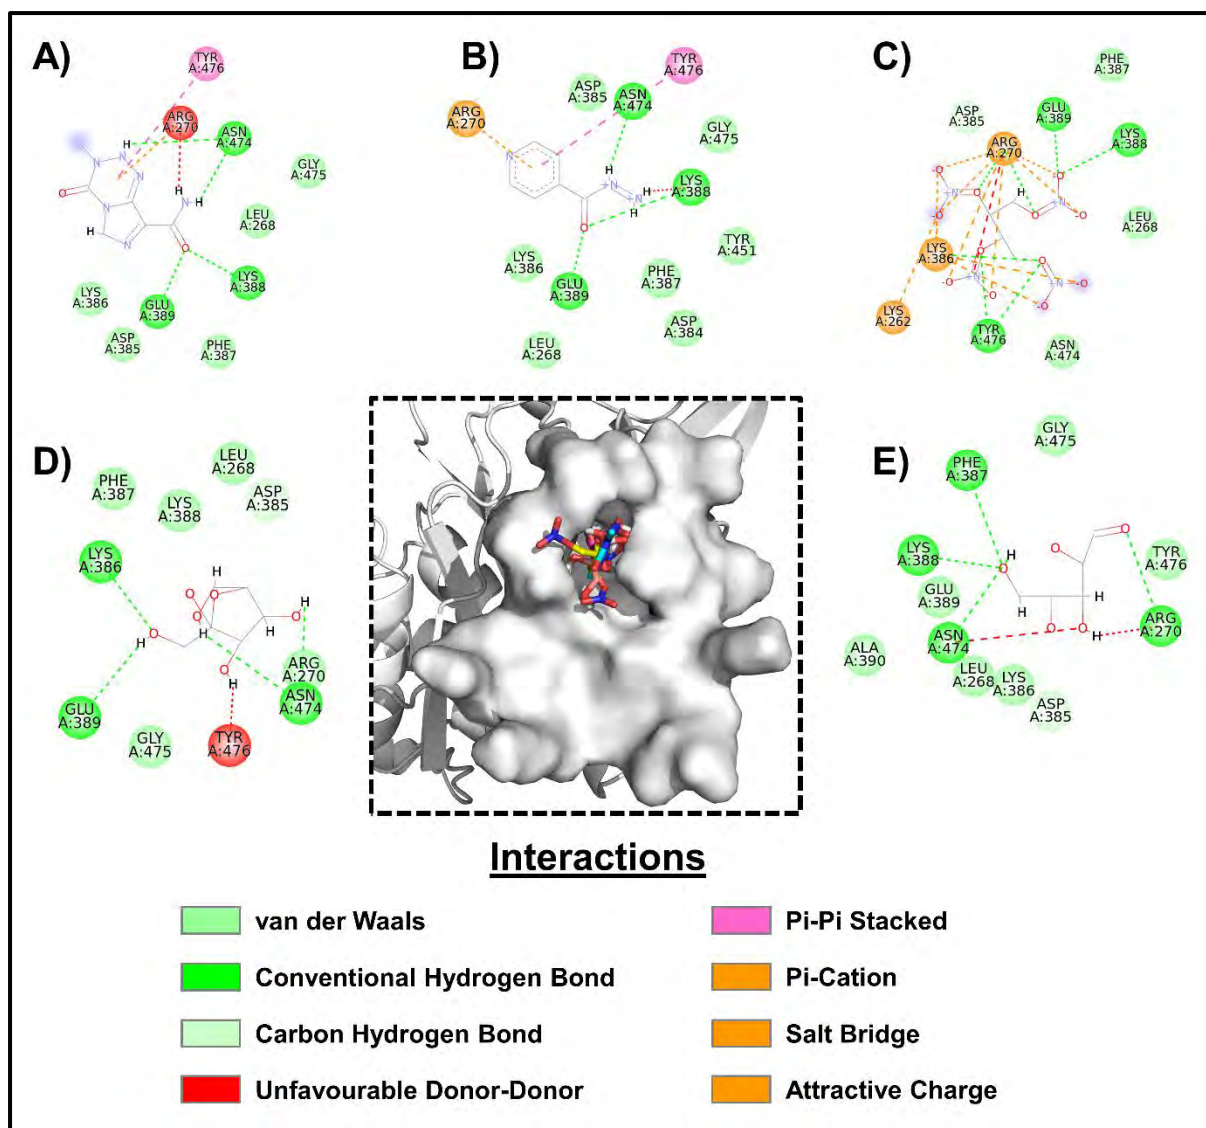 A)
TYR
A:476
ARG
A:270
ASN
A:474
GLY
A:475
LEU
A:268
LYS
A:388
GLU
A:389
LYS
A:386
ASP
A:385
PHE
A:387
H
N
N
N
N
O
N
H
N
H
N
H
O
B)
TYR
A:476
ASP
A:385
ASN
A:474
ARG
A:270
GLY
A:475
LYS
A:388
TYR
A:451
LYS
A:386
PHE
A:387
GLU
A:389
ASP
A:384
LEU
A:268
N
H
N
N+
H
H
O
C)
PHE
A:387
GLU
A:389
ASP
A:385
LYS
A:388
ARG
A:270
LEU
A:268
LYS
A:386
LYS
A:262
TYR
A:476
ASN
A:474
D)
LEU
A:268
PHE
A:387
LYS
A:388
ASP
A:385
LYS
A:386
ARG
A:270
ASN
A:474
GLU
A:389
GLY
A:475
TYR
A:476
E)
GLY
A:475
PHE
A:387
LYS
A:388
TYR
A:476
GLU
A:389
ARG
A:270
ASN
A:474
ALA
A:390
LEU
A:268
LYS
A:386
ASP
A:385
Interactions
van der Waals
Pi-Pi Stacked
Conventional Hydrogen Bond
Pi-Cation
Carbon Hydrogen Bond
Salt Bridge
Unfavourable Donor-Donor
Attractive Charge